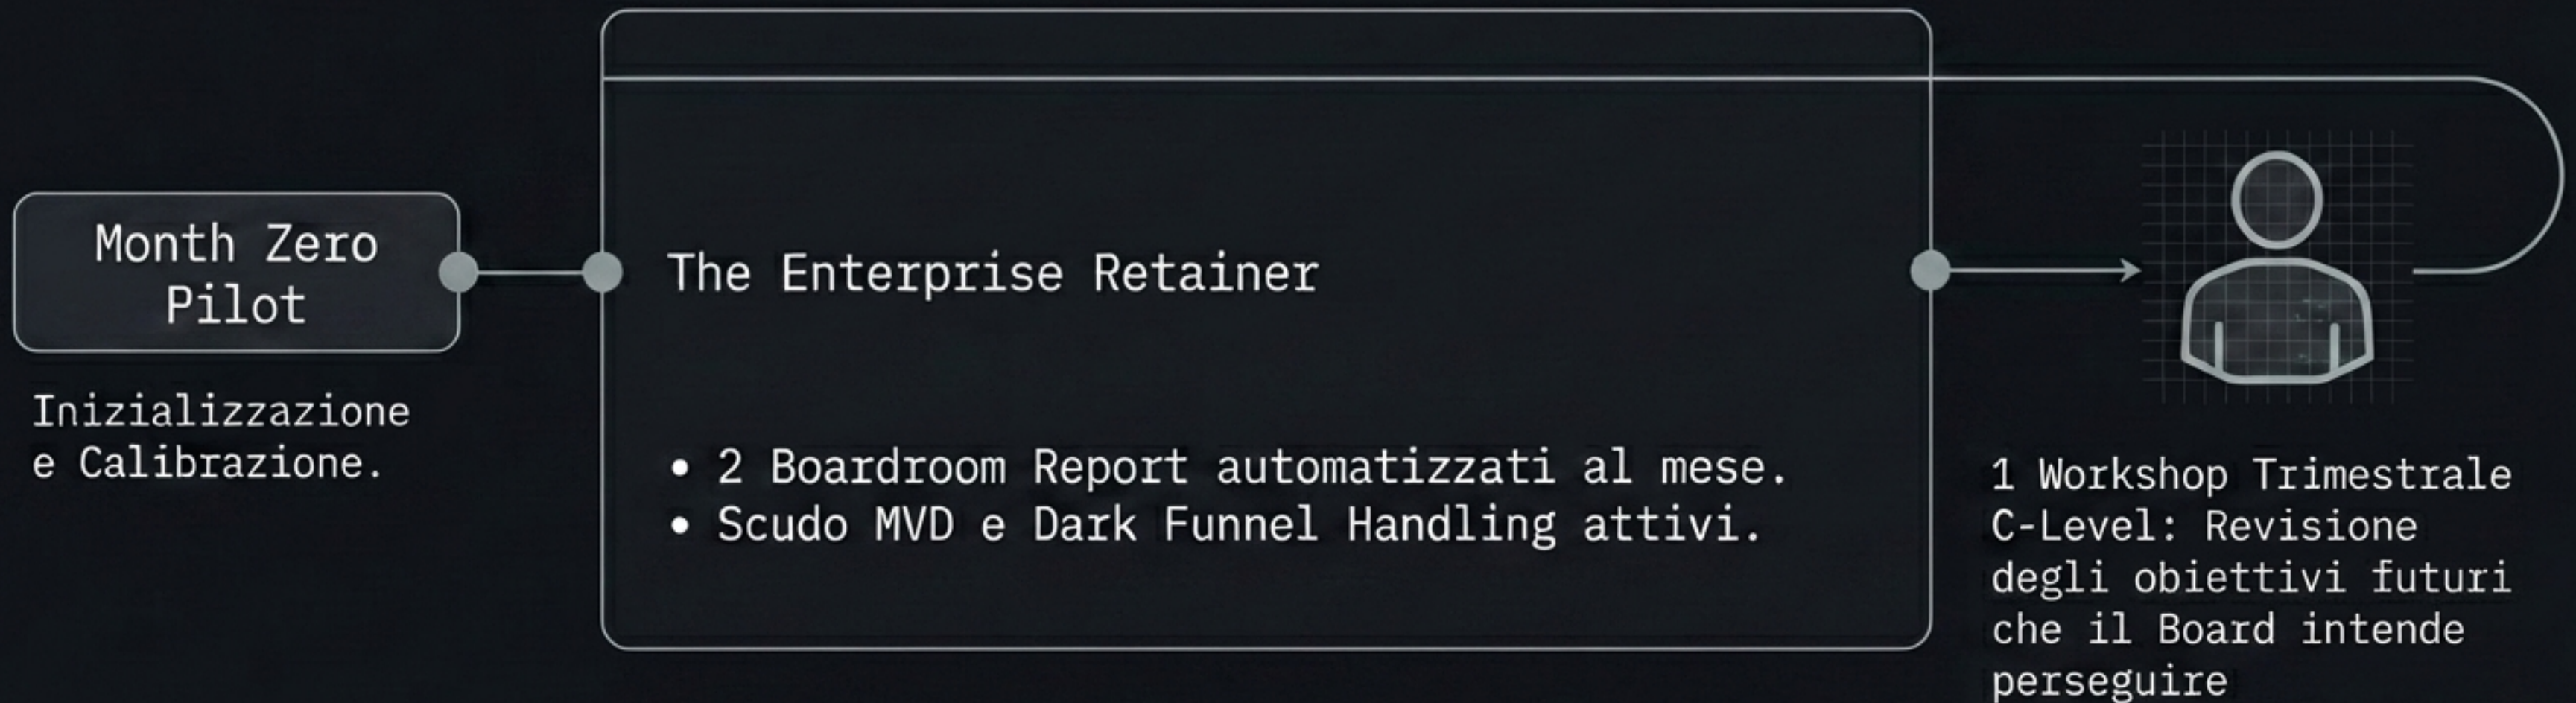 Month Zero
Pilot
Inizializzazione
e Calibrazione.
The Enterprise Retainer
• 2 Boardroom Report automatizzati al mese.
• Scudo MVD e Dark Funnel Handling attivi.
1 Workshop Trimestrale
C-Level: Revisione
degli obiettivi futuri
che il Board intende
perseguire